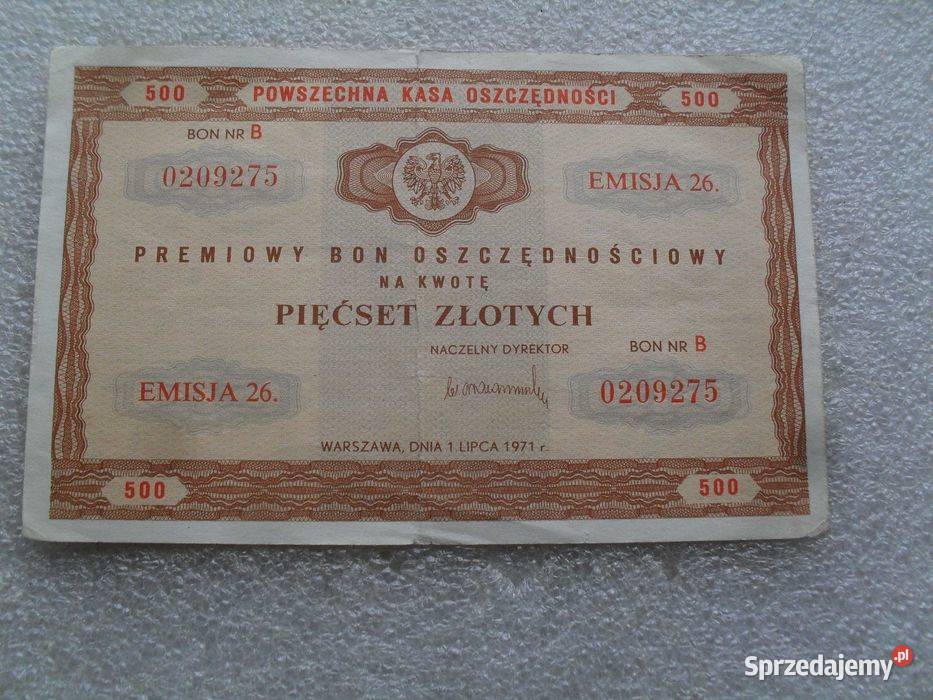 500 POWSZECHNA KASA OSZCZĘDNOŚCI 500
BON NR B
0209275
EMISJA 26.
PREMIOWY BON OSZCZĘDNOŚCIOWY
NA KWOTĘ
PIĘĆSET ZŁOTYCH
NACZELNY DYREKTOR
BON NR B
EMISJA 26.
0209275
WARSZAWA, DNIA 1 LIPCA 1971 r.
500 500
Sprzedajemy.pl